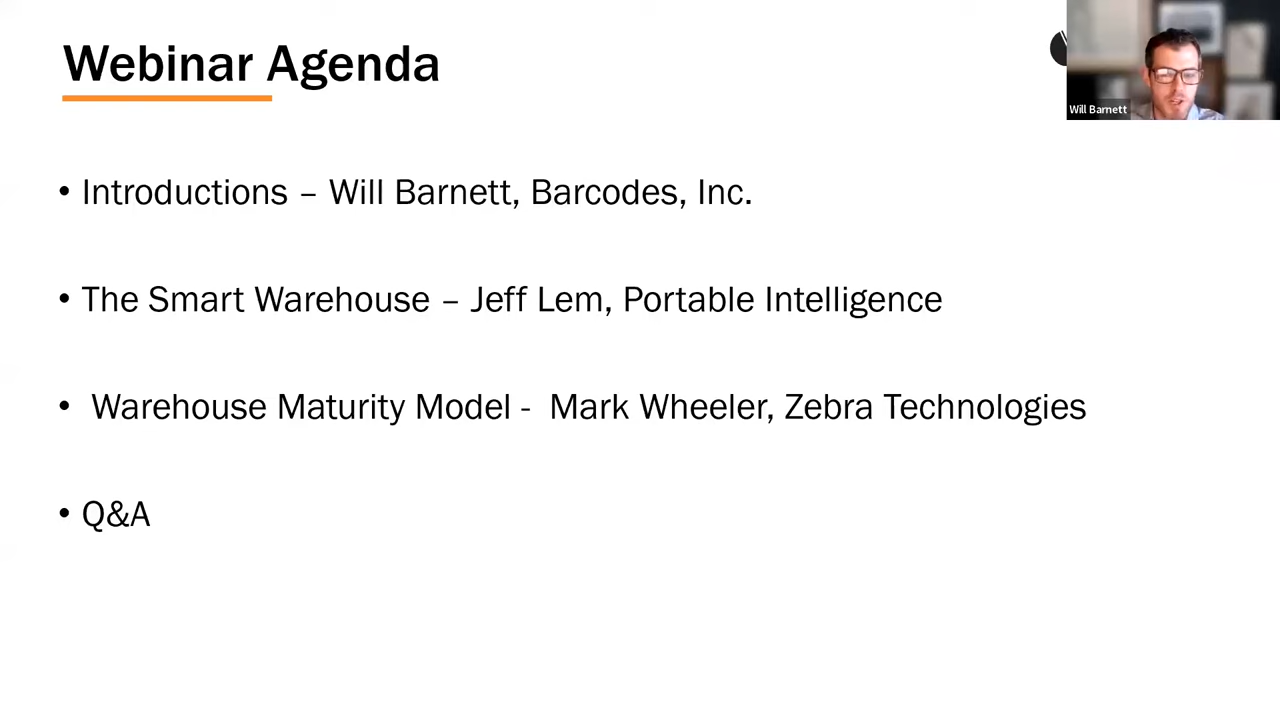 Webinar Agenda
Will Barnett
• Introductions – Will Barnett, Barcodes, Inc.
• The Smart Warehouse – Jeff Lem, Portable Intelligence
• Warehouse Maturity Model - Mark Wheeler, Zebra Technologies
• Q&A